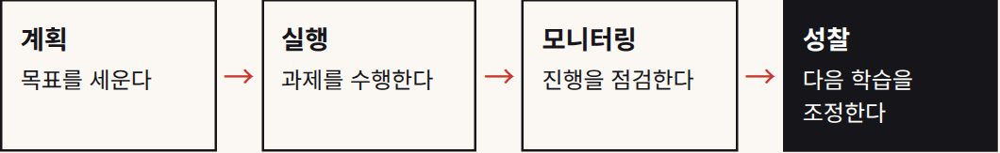 계획
목표를 세운다
→
실행
과제를 수행한다
→
모니터링
진행을 점검한다
→
성찰
다음 학습을
조정한다